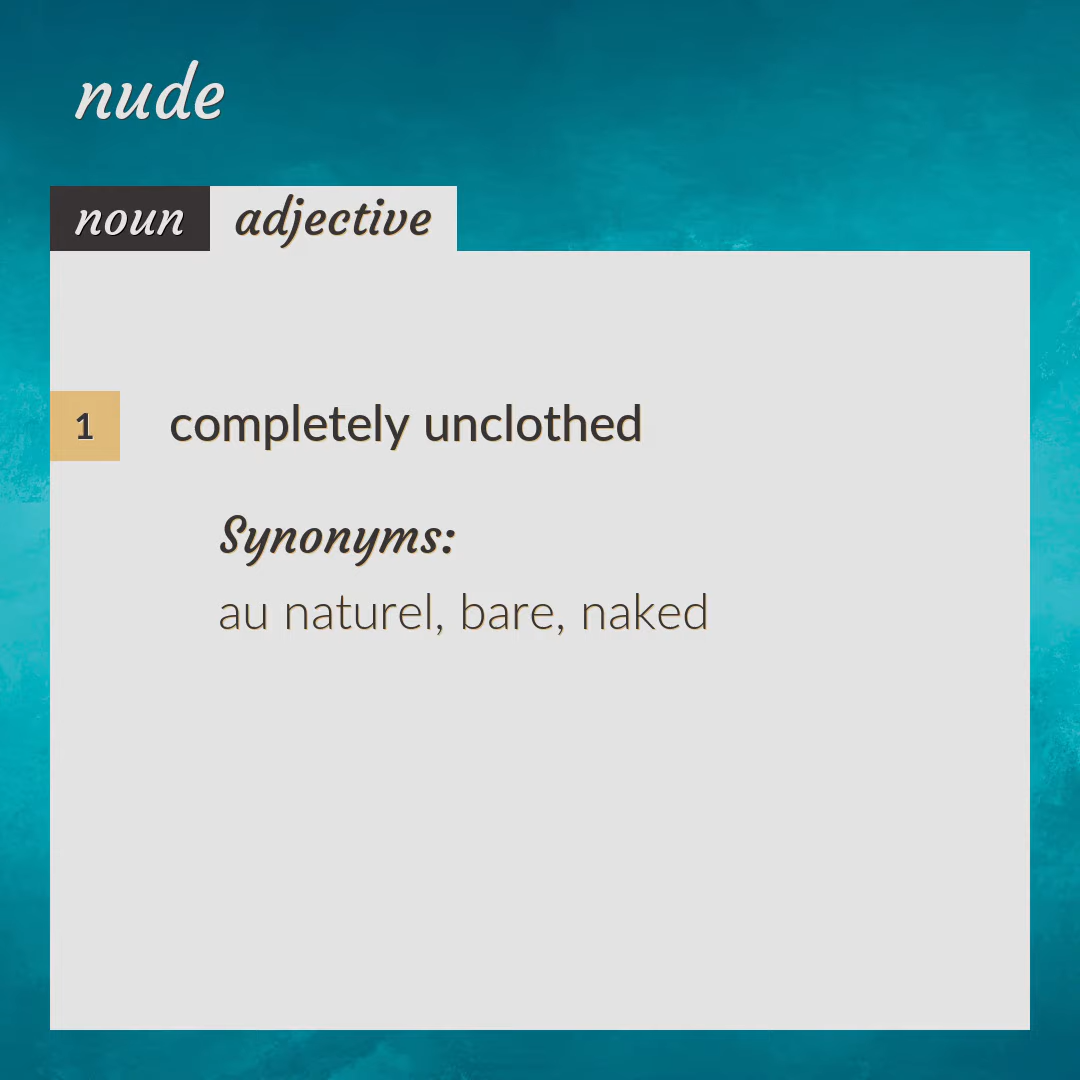 nude
noun adjective
1 completely unclothed
Synonyms:
au naturel, bare, naked